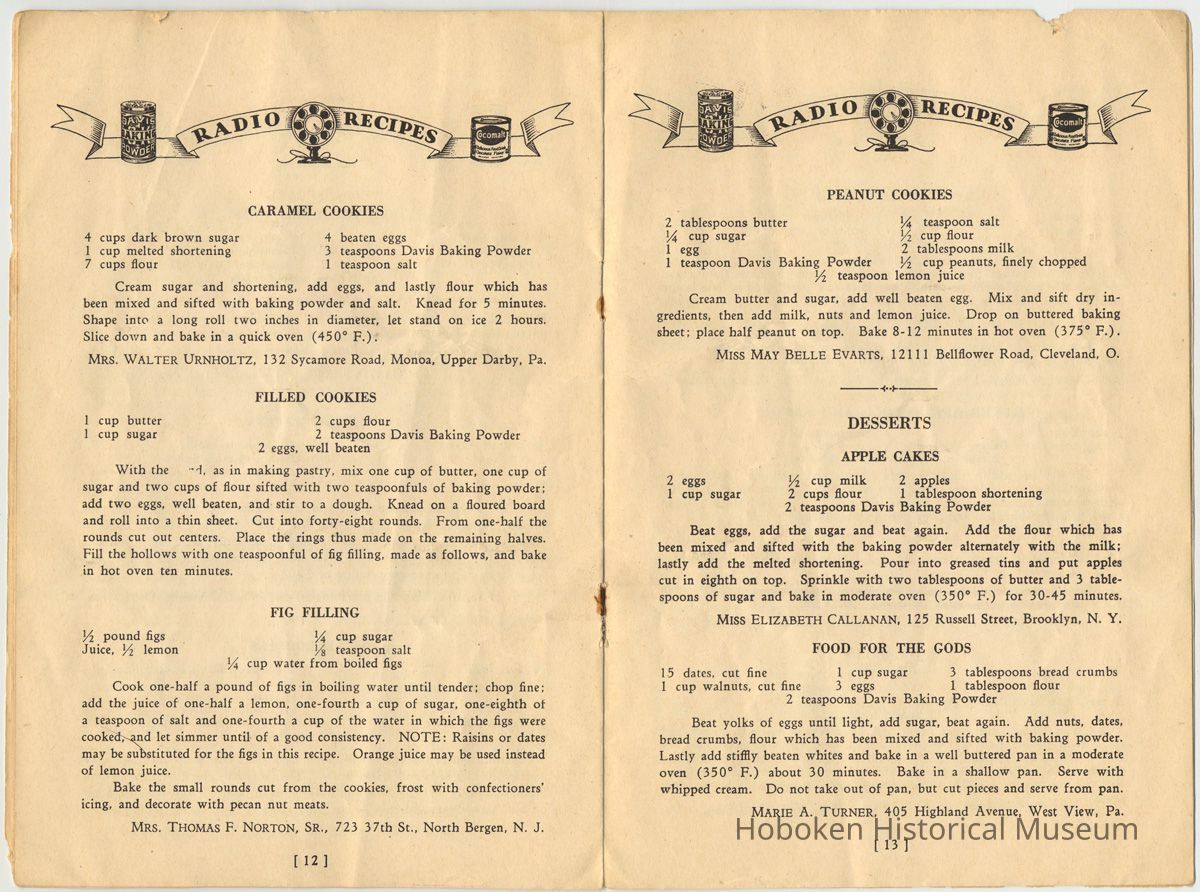 DAVIS
BAKING
POWDER
RADIO RECIPES
Cocomalt
CARAMEL COOKIES
4 cups dark brown sugar 4 beaten eggs
1 cup melted shortening 3 teaspoons Davis Baking Powder
7 cups flour 1 teaspoon salt
Cream sugar and shortening, add eggs, and lastly flour which has
been mixed and sifted with baking powder and salt. Knead for 5 minutes.
Shape into a long roll two inches in diameter, let stand on ice 2 hours.
Slice down and bake in a quick oven (450° F.).
MRS. WALTER URNHOLTZ, 132 Sycamore Road, Monoa, Upper Darby, Pa.
FILLED COOKIES
1 cup butter 2 cups flour
1 cup sugar 2 teaspoons Davis Baking Powder
2 eggs, well beaten
With the , as in making pastry, mix one cup of butter, one cup of
sugar and two cups of flour sifted with two teaspoonfuls of baking powder;
add two eggs, well beaten, and stir to a dough. Knead on a floured board
and roll into a thin sheet. Cut into forty-eight rounds. From one-half the
rounds cut out centers. Place the rings thus made on the remaining halves.
Fill the hollows with one teaspoonful of fig filling, made as follows, and bake
in hot oven ten minutes.
FIG FILLING
½ pound figs ¼ cup sugar
Juice, ½ lemon ⅛ teaspoon salt
¼ cup water from boiled figs
Cook one-half a pound of figs in boiling water until tender; chop fine;
add the juice of one-half a lemon, one-fourth a cup of sugar, one-eighth of
a teaspoon of salt and one-fourth a cup of the water in which the figs were
cooked, and let simmer until of a good consistency. NOTE: Raisins or dates
may be substituted for the figs in this recipe. Orange juice may be used instead
of lemon juice.
Bake the small rounds cut from the cookies, frost with confectioners'
icing, and decorate with pecan nut meats.
MRS. THOMAS F. NORTON, SR., 723 37th St., North Bergen, N. J.
[ 12 ]
DAVIS
BAKING
POWDER
RADIO RECIPES
Cocomalt
PEANUT COOKIES
2 tablespoons butter ¼ teaspoon salt
¼ cup sugar ½ cup flour
1 egg 2 tablespoons milk
1 teaspoon Davis Baking Powder ½ cup peanuts, finely chopped
½ teaspoon lemon juice
Cream butter and sugar, add well beaten egg. Mix and sift dry in-
gredients, then add milk, nuts and lemon juice. Drop on buttered baking
sheet; place half peanut on top. Bake 8-12 minutes in hot oven (375° F.).
MISS MAY BELLE EVARTS, 12111 Bellflower Road, Cleveland, O.
DESSERTS
APPLE CAKES
2 eggs ½ cup milk 2 apples
1 cup sugar 2 cups flour 1 tablespoon shortening
2 teaspoons Davis Baking Powder
Beat eggs, add the sugar and beat again. Add the flour which has
been mixed and sifted with the baking powder alternately with the milk;
lastly add the melted shortening. Pour into greased tins and put apples
cut in eighth on top. Sprinkle with two tablespoons of butter and 3 table-
spoons of sugar and bake in moderate oven (350° F.) for 30-45 minutes.
MISS ELIZABETH CALLANAN, 125 Russell Street, Brooklyn, N. Y.
FOOD FOR THE GODS
15 dates, cut fine 1 cup sugar 3 tablespoons bread crumbs
1 cup walnuts, cut fine 3 eggs 1 tablespoon flour
2 teaspoons Davis Baking Powder
Beat yolks of eggs until light, add sugar, beat again. Add nuts, dates,
bread crumbs, flour which has been mixed and sifted with baking powder.
Lastly add stiffly beaten whites and bake in a well buttered pan in a moderate
oven (350° F.) about 30 minutes. Bake in a shallow pan. Serve with
whipped cream. Do not take out of pan, but cut pieces and serve from pan.
MARIE A. TURNER, 405 Highland Avenue, West View, Pa.
Hoboken Historical Museum
[ 13 ]